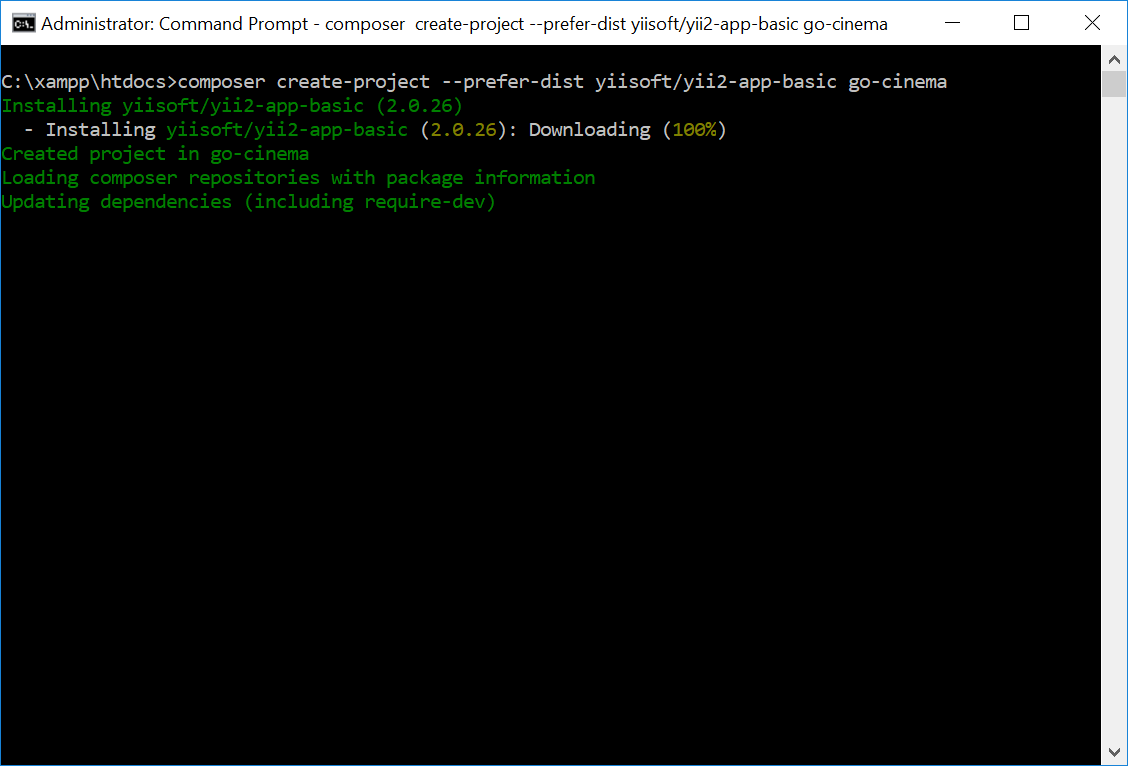 Administrator: Command Prompt - composer  create-project --prefer-dist yiisoft/yii2-app-basic go-cinema
C:\xampp\htdocs>composer create-project --prefer-dist yiisoft/yii2-app-basic go-cinema
Installing yiisoft/yii2-app-basic (2.0.26)
  - Installing yiisoft/yii2-app-basic (2.0.26): Downloading (100%)
Created project in go-cinema
Loading composer repositories with package information
Updating dependencies (including require-dev)